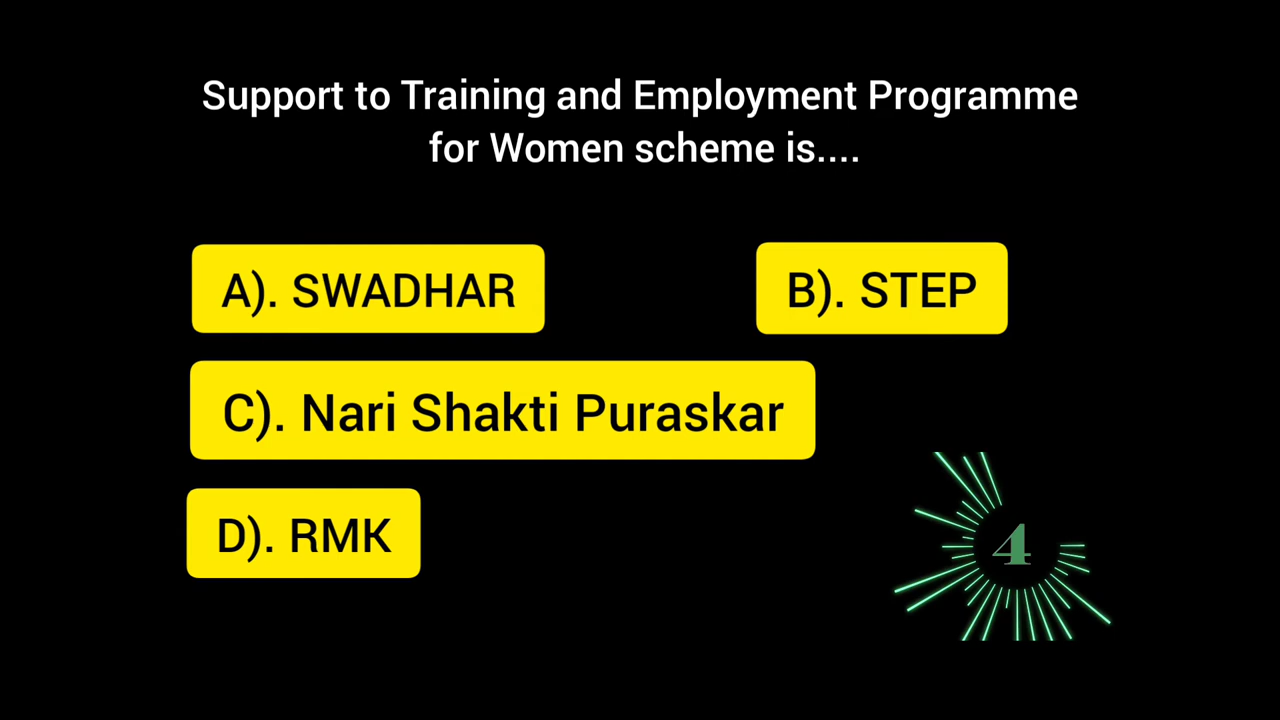 Support to Training and Employment Programme
for Women scheme is....
A). SWADHAR
B). STEP
C). Nari Shakti Puraskar
D). RMK
4